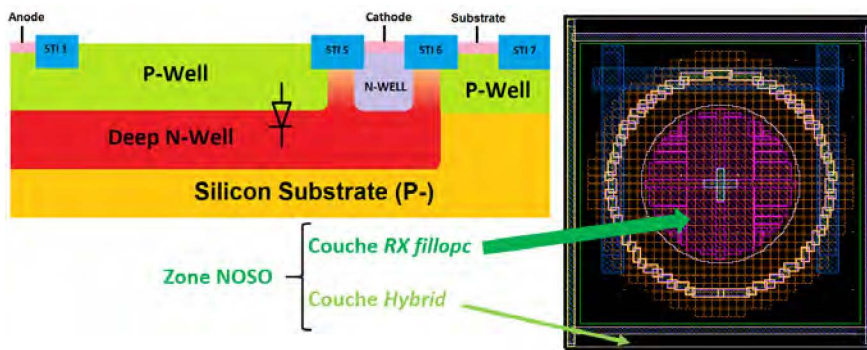 Anode
Cathode
Substrate
STI 1
STI 5
STI 6
STI 7
P-Well
N-WELL
P-Well
Deep N-Well
Silicon Substrate (P-)
Zone NOSO
Couche RX fillopc
Couche Hybrid